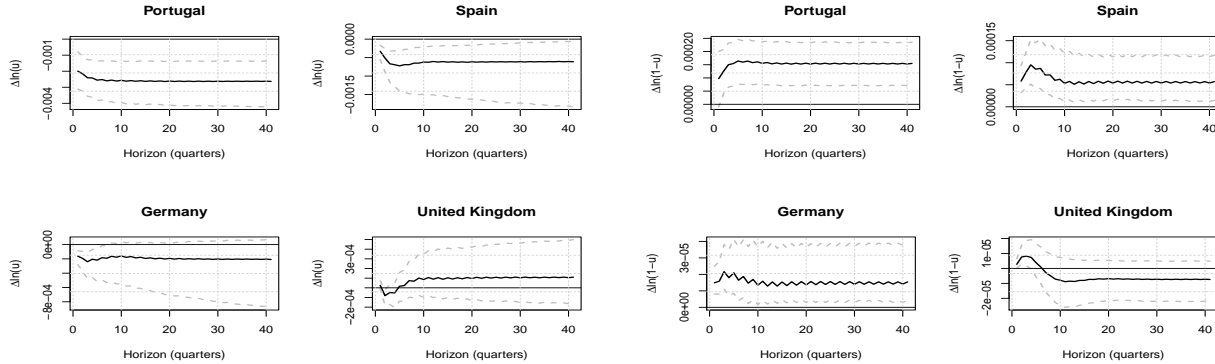 Portugal
Δln(u)
−0.001
−0.004
0 10 20 30 40
Horizon (quarters)
Spain
Δln(u)
0.0000
−0.0015
0 10 20 30 40
Horizon (quarters)
Portugal
Δln(1−u)
0.00020
0.00000
0 10 20 30 40
Horizon (quarters)
Spain
Δln(1−u)
0.00015
0.00000
0 10 20 30 40
Horizon (quarters)
Germany
Δln(u)
0e+00
−8e−04
0 10 20 30 40
Horizon (quarters)
United Kingdom
Δln(u)
3e−04
−2e−04
0 10 20 30 40
Horizon (quarters)
Germany
Δln(1−u)
3e−05
0e+00
0 10 20 30 40
Horizon (quarters)
United Kingdom
Δln(1−u)
1e−05
−2e−05
0 10 20 30 40
Horizon (quarters)